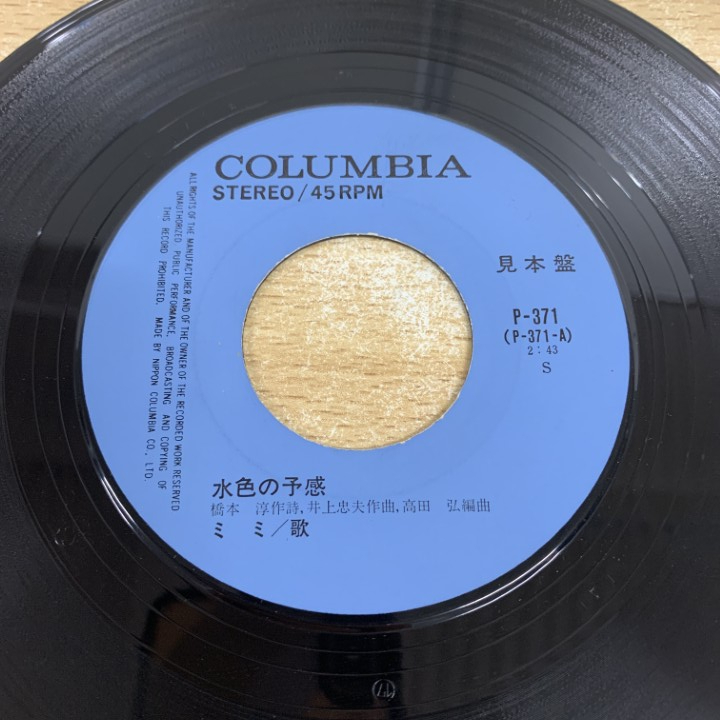 COLUMBIA
STEREO/45RPM
見本盤
P-371
(P-371-A)
2:43
S
ALL RIGHTS OF THE MANUFACTURER AND OF THE OWNER OF THE RECORDED WORK RESERVED
UNAUTHORIZED PUBLIC PERFORMANCE, BROADCASTING AND COPYING OF
THIS RECORD PROHIBITED. MADE BY NIPPON COLUMBIA CO., LTD.
水色の予感
橋本 淳作詩,井上忠夫作曲,高田 弘編曲
ミ ミ/歌